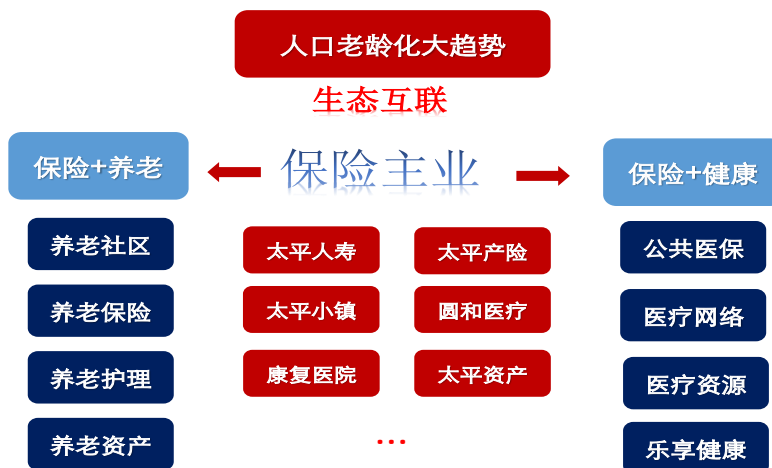 人口老龄化大趋势
生态互联
保险+养老
保险主业
保险+健康
养老社区
养老保险
养老护理
养老资产
太平人寿
太平产险
太平小镇
圆和医疗
康复医院
太平资产
...
公共医保
医疗网络
医疗资源
乐享健康